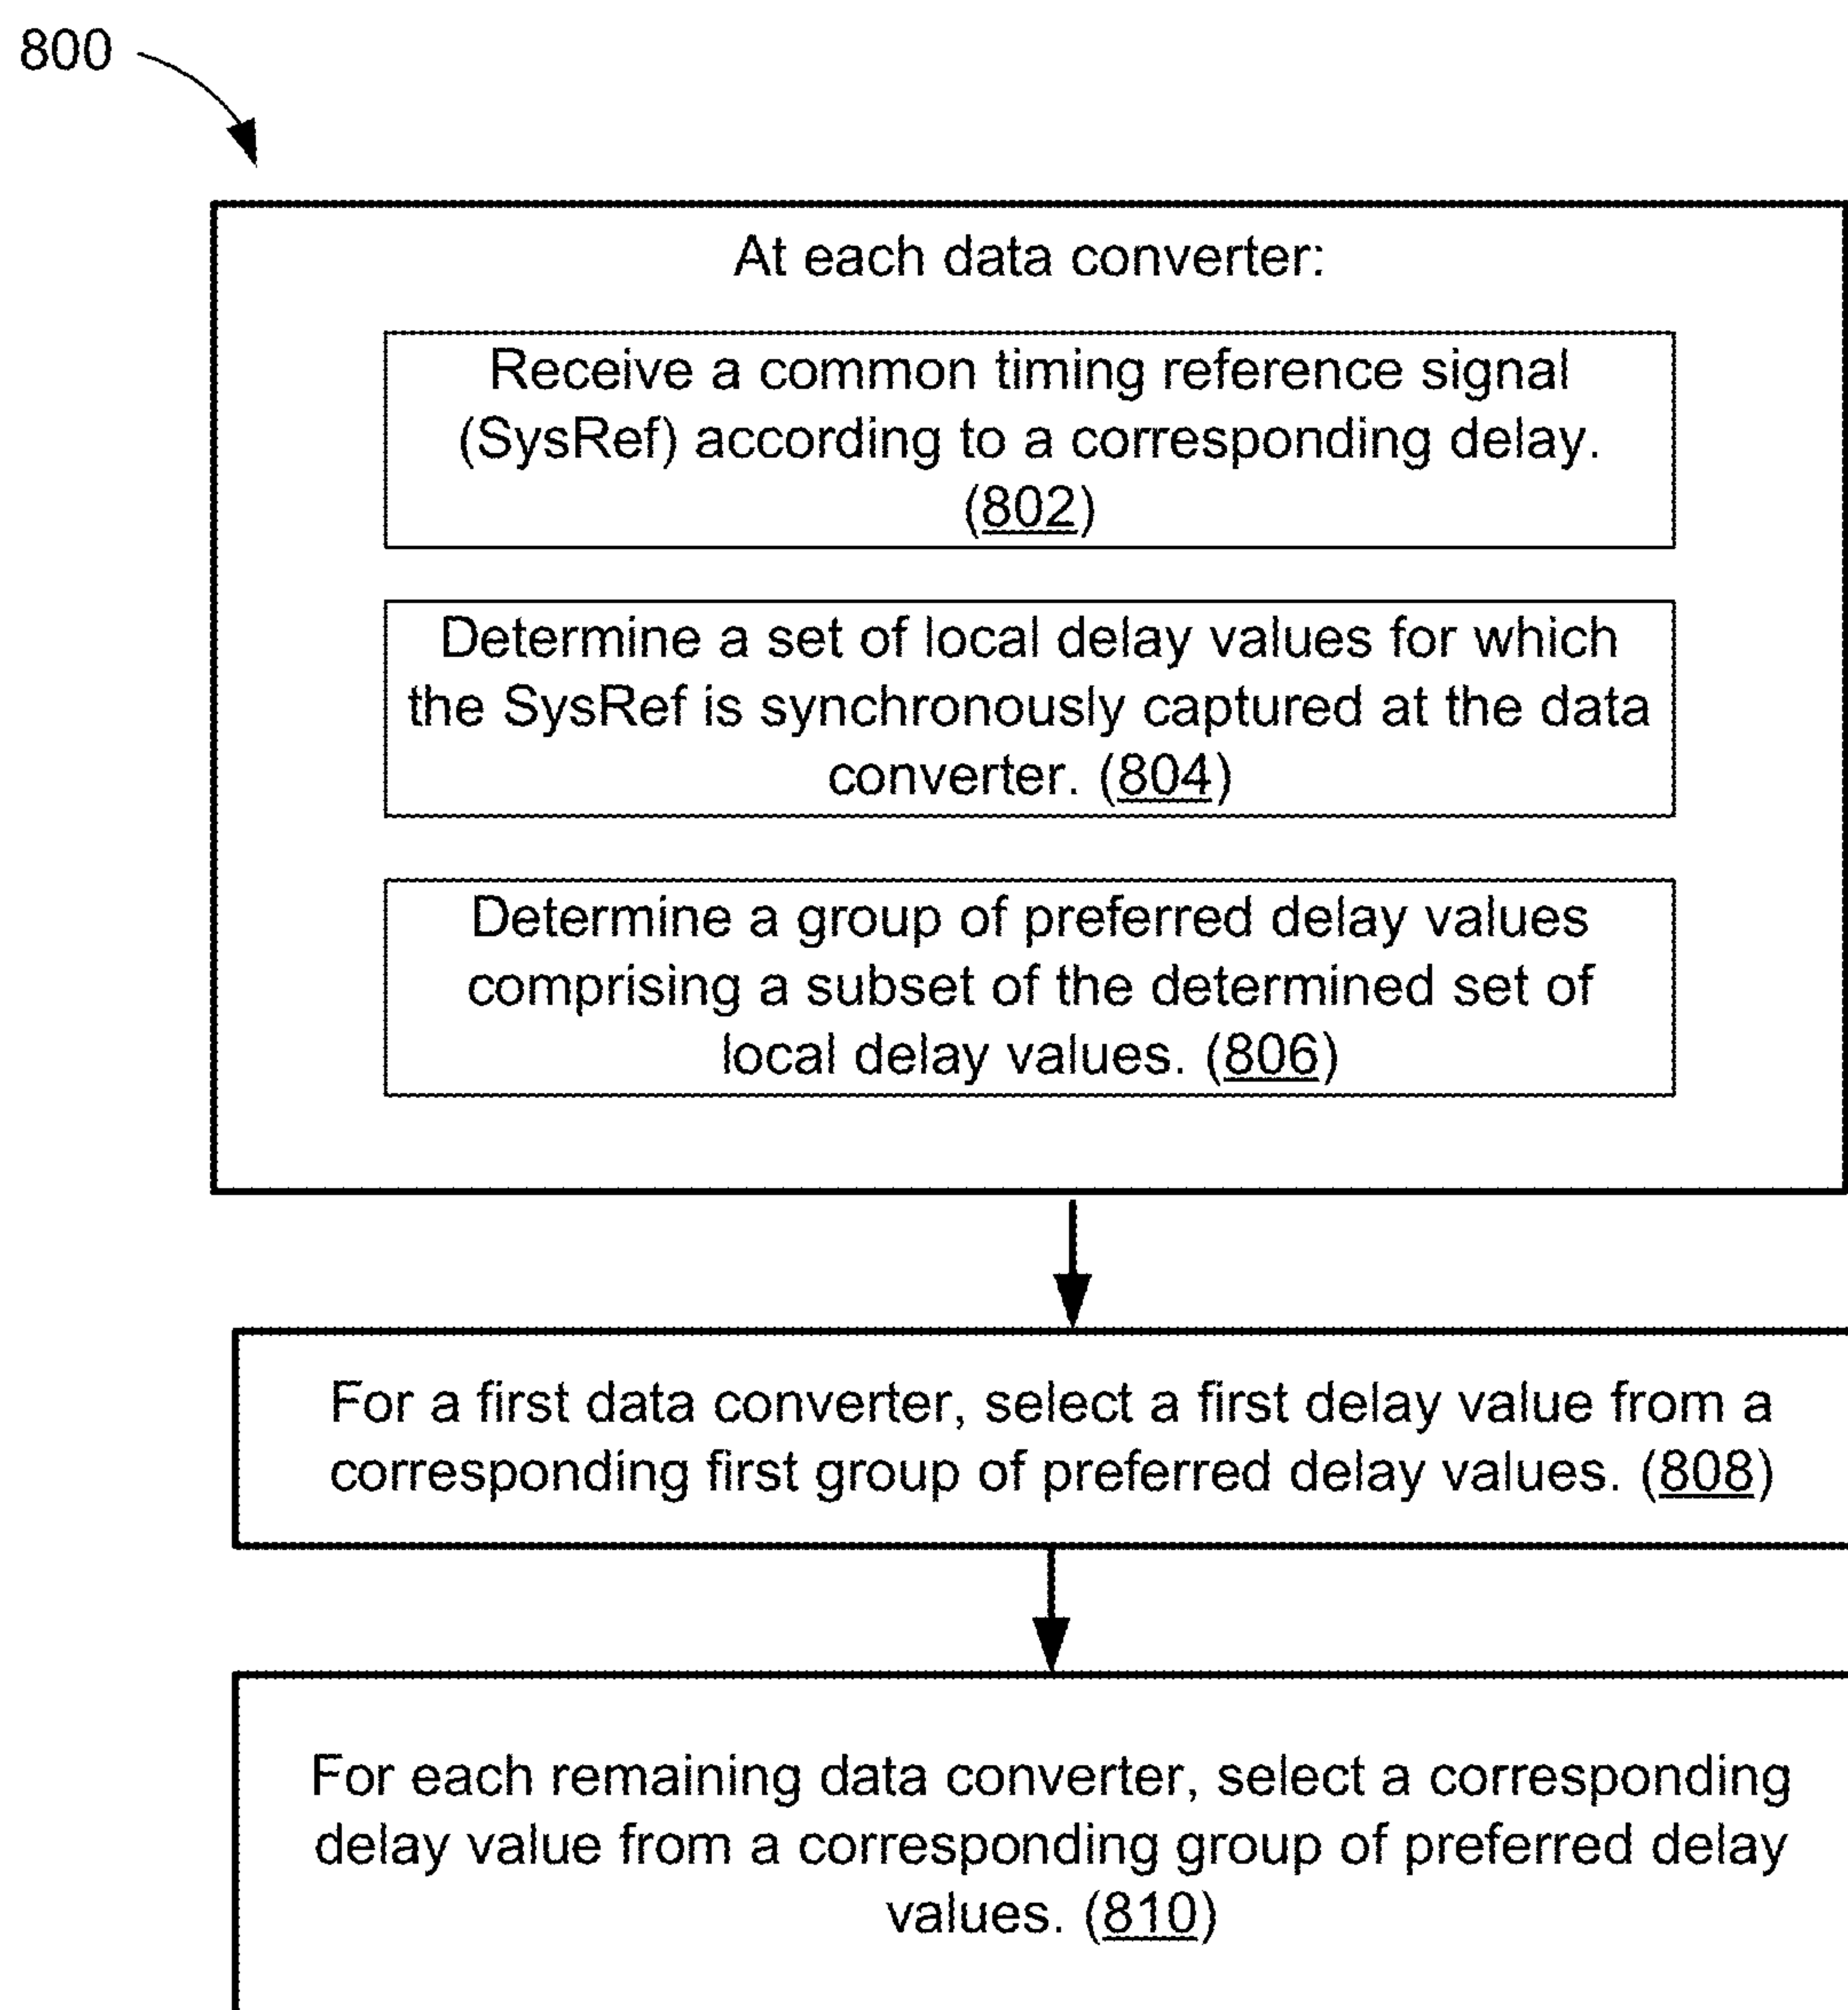 800
At each data converter:
Receive a common timing reference signal
(SysRef) according to a corresponding delay.
(802)
Determine a set of local delay values for which
the SysRef is synchronously captured at the data
converter. (804)
Determine a group of preferred delay values
comprising a subset of the determined set of
local delay values. (806)
For a first data converter, select a first delay value from a
corresponding first group of preferred delay values. (808)
For each remaining data converter, select a corresponding
delay value from a corresponding group of preferred delay
values. (810)